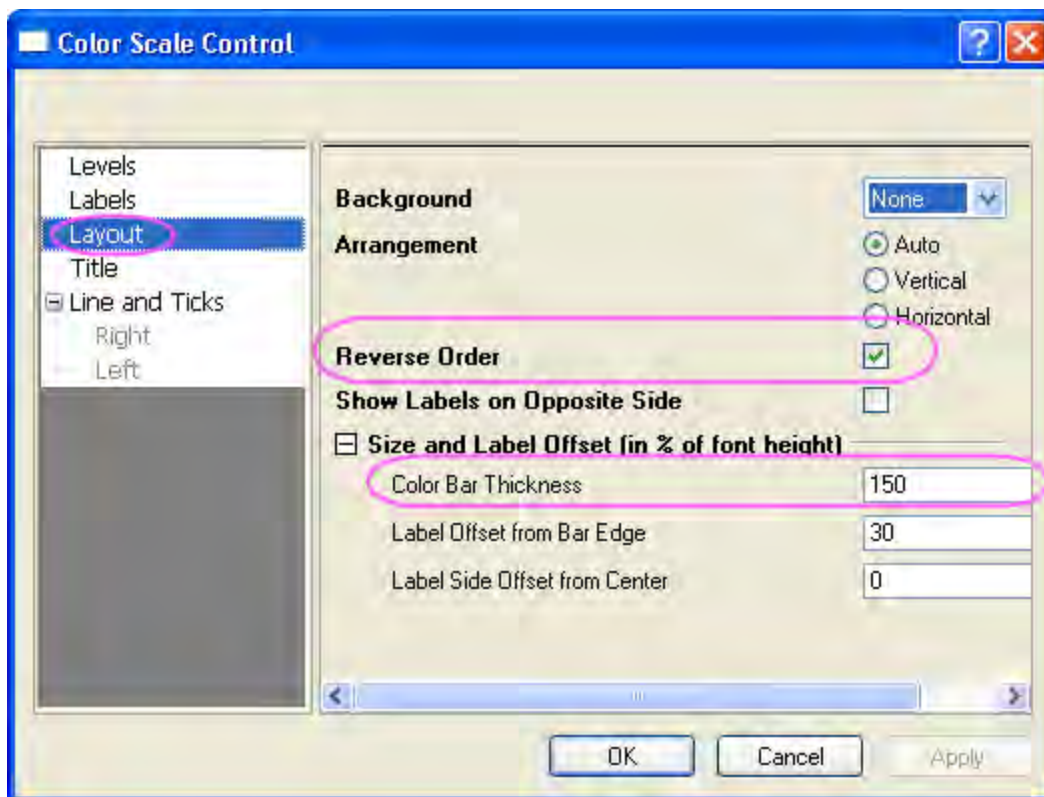 Color Scale Control
Levels
Labels
Layout
Title
Line and Ticks
Right
Left
Background
None
Arrangement
Auto
Vertical
Horizontal
Reverse Order
Show Labels on Opposite Side
Size and Label Offset (in % of font height)
Color Bar Thickness
150
Label Offset from Bar Edge
30
Label Side Offset from Center
0
OK
Cancel
Apply